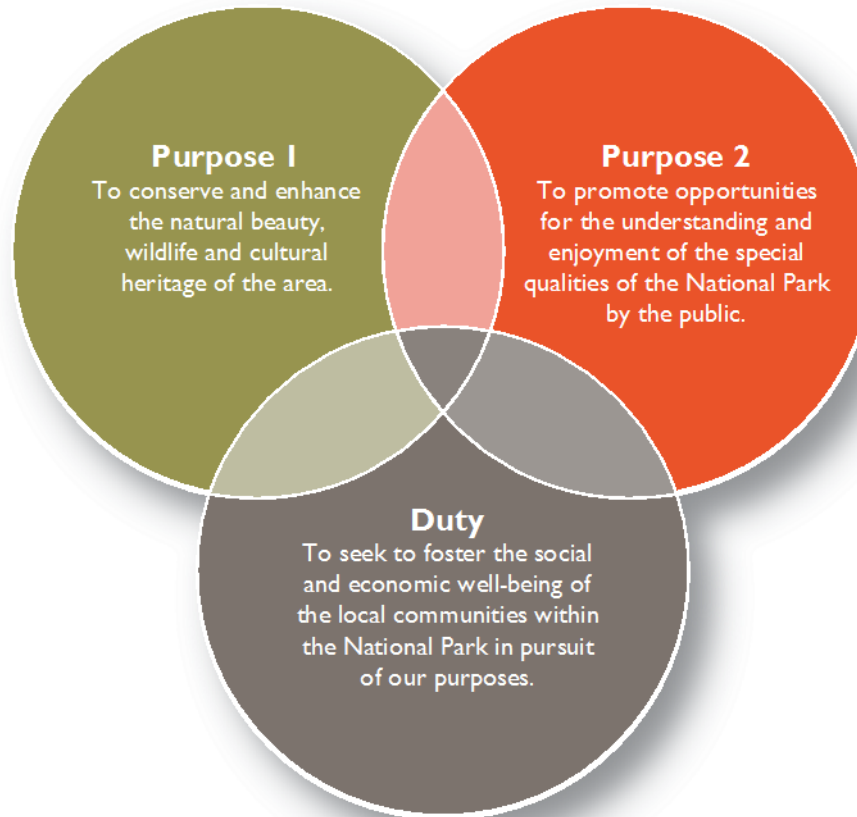 Purpose 1
To conserve and enhance
the natural beauty,
wildlife and cultural
heritage of the area.
Purpose 2
To promote opportunities
for the understanding and
enjoyment of the special
qualities of the National Park
by the public.
Duty
To seek to foster the social
and economic well-being of
the local communities within
the National Park in pursuit
of our purposes.